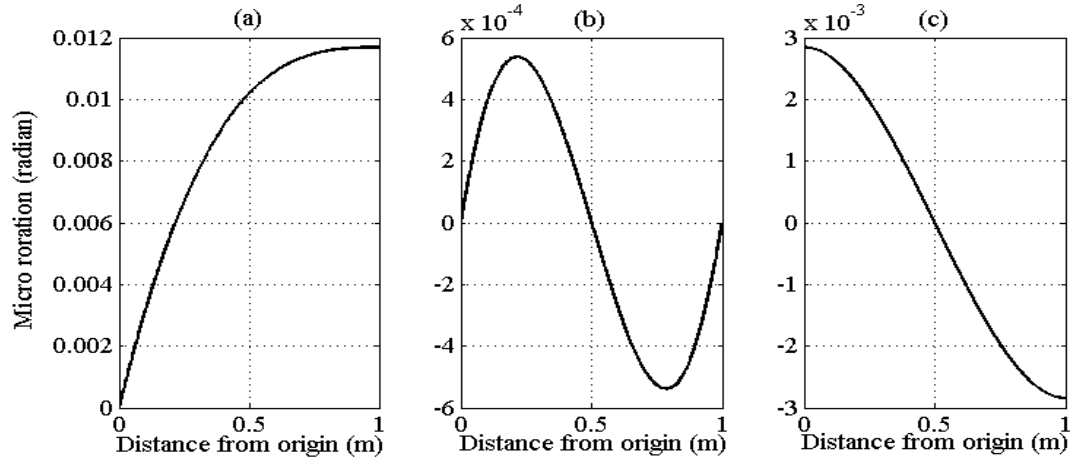 (a)
x 10⁻⁴ (b)
x 10⁻³ (c)
Micro roration (radian)
0.012
0.01
0.008
0.006
0.004
0.002
0
6
4
2
0
-2
-4
-6
3
2
1
0
-1
-2
-3
0 0.5 1
0 0.5 1
0 0.5 1
Distance from origin (m)
Distance from origin (m)
Distance from origin (m)